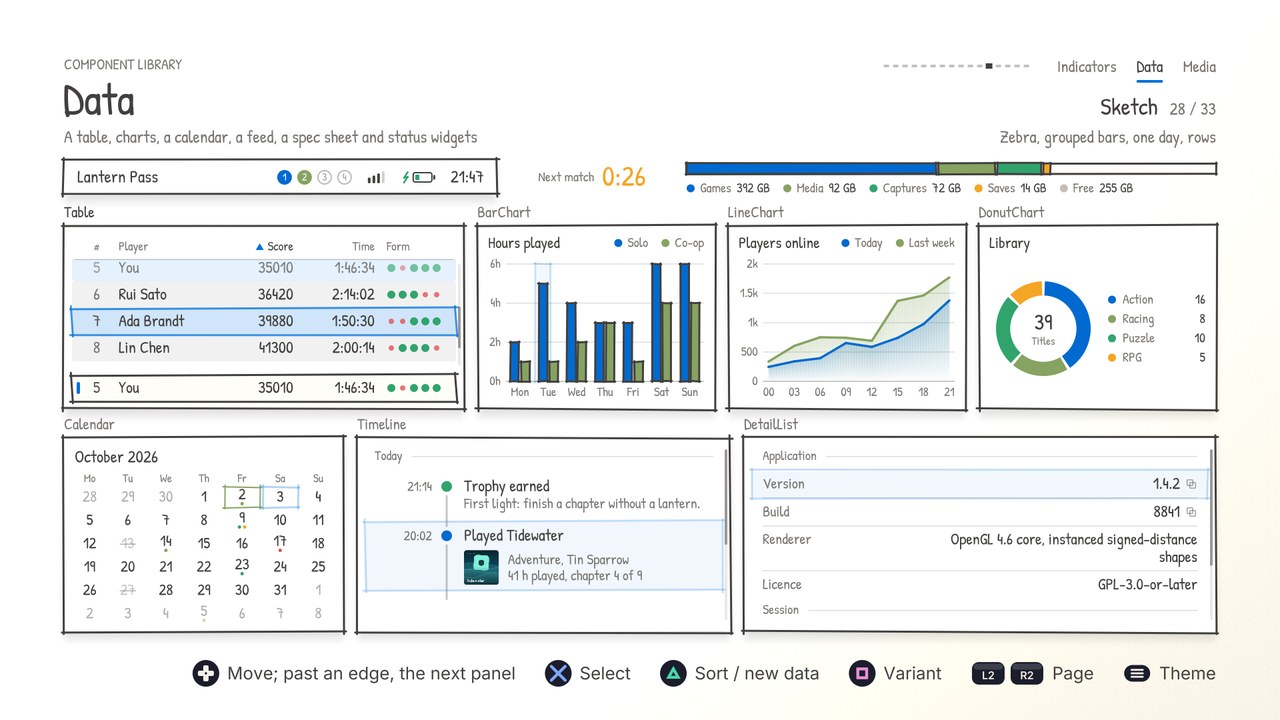 COMPONENT LIBRARY
Indicators Data Media
Data
Sketch 28 / 33
A table, charts, a calendar, a feed, a spec sheet and status widgets
Zebra, grouped bars, one day, rows
Lantern Pass 1 2 3 4 21:47
Next match 0:26
Games 392 GB Media 92 GB Captures 72 GB Saves 14 GB Free 255 GB
Table
# Player Score Time Form
5 You 35010 1:46:34
6 Rui Sato 36420 2:14:02
7 Ada Brandt 39880 1:50:30
8 Lin Chen 41300 2:00:14
5 You 35010 1:46:34
BarChart
Hours played Solo Co-op
6h
4h
2h
0h
Mon Tue Wed Thu Fri Sat Sun
LineChart
Players online Today Last week
2k
1.5k
1k
500
0
00 03 06 09 12 15 18 21
DonutChart
Library
39
Titles
Action 16
Racing 8
Puzzle 10
RPG 5
Calendar
October 2026
Mo Tu We Th Fr Sa Su
28 29 30 1 2 3 4
5 6 7 8 9 10 11
12 13 14 15 16 17 18
19 20 21 22 23 24 25
26 27 28 29 30 31 1
2 3 4 5 6 7 8
Timeline
Today
21:14 Trophy earned
First light: finish a chapter without a lantern.
20:02 Played Tidewater
Adventure, Tin Sparrow
41 h played, chapter 4 of 9
DetailList
Application
Version 1.4.2
Build 8841
Renderer OpenGL 4.6 core, instanced signed-distance
shapes
Licence GPL-3.0-or-later
Session
Move; past an edge, the next panel Select Sort / new data Variant L2 R2 Page Theme